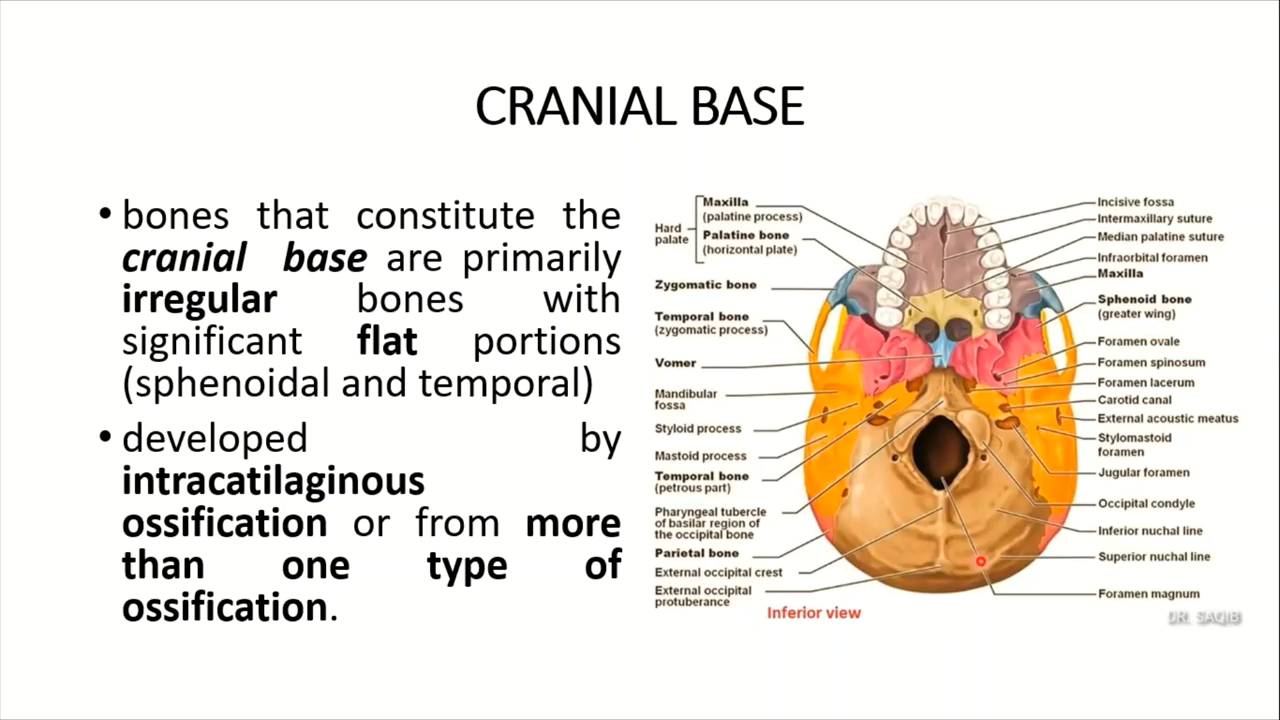 CRANIAL BASE
• bones that constitute the
cranial base are primarily
irregular bones with
significant flat portions
(sphenoidal and temporal)
• developed by
intracatilaginous
ossification or from more
than one type of
ossification.
Hard
palate
Maxilla
(palatine process)
Palatine bone
(horizontal plate)
Zygomatic bone
Temporal bone
(zygomatic process)
Vomer
Mandibular
fossa
Styloid process
Mastoid process
Temporal bone
(petrous part)
Pharyngeal tubercle
of basilar region of
the occipital bone
Parietal bone
External occipital crest
External occipital
protuberance
Incisive fossa
Intermaxillary suture
Median palatine suture
Infraorbital foramen
Maxilla
Sphenoid bone
(greater wing)
Foramen ovale
Foramen spinosum
Foramen lacerum
Carotid canal
External acoustic meatus
Stylomastoid
foramen
Jugular foramen
Occipital condyle
Inferior nuchal line
Superior nuchal line
Foramen magnum
Inferior view
DR. SAQIB